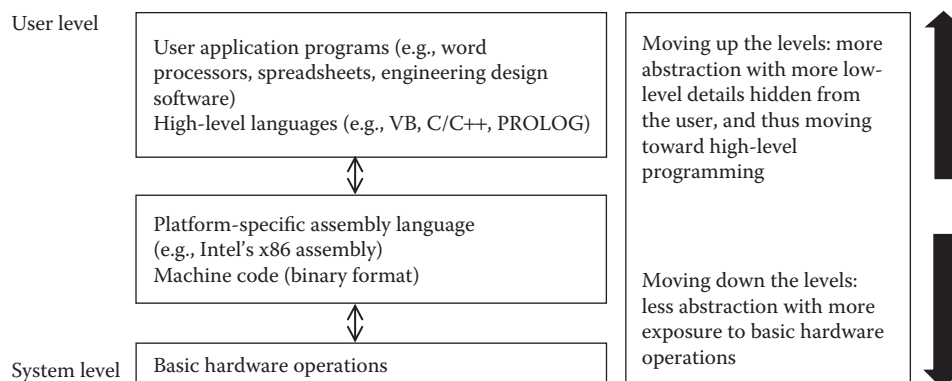 User level
User application programs (e.g., word
processors, spreadsheets, engineering design
software)
High-level languages (e.g., VB, C/C++, PROLOG)
Platform-specific assembly language
(e.g., Intel's x86 assembly)
Machine code (binary format)
System level
Basic hardware operations
Moving up the levels: more
abstraction with more low-
level details hidden from
the user, and thus moving
toward high-level
programming
Moving down the levels:
less abstraction with more
exposure to basic hardware
operations